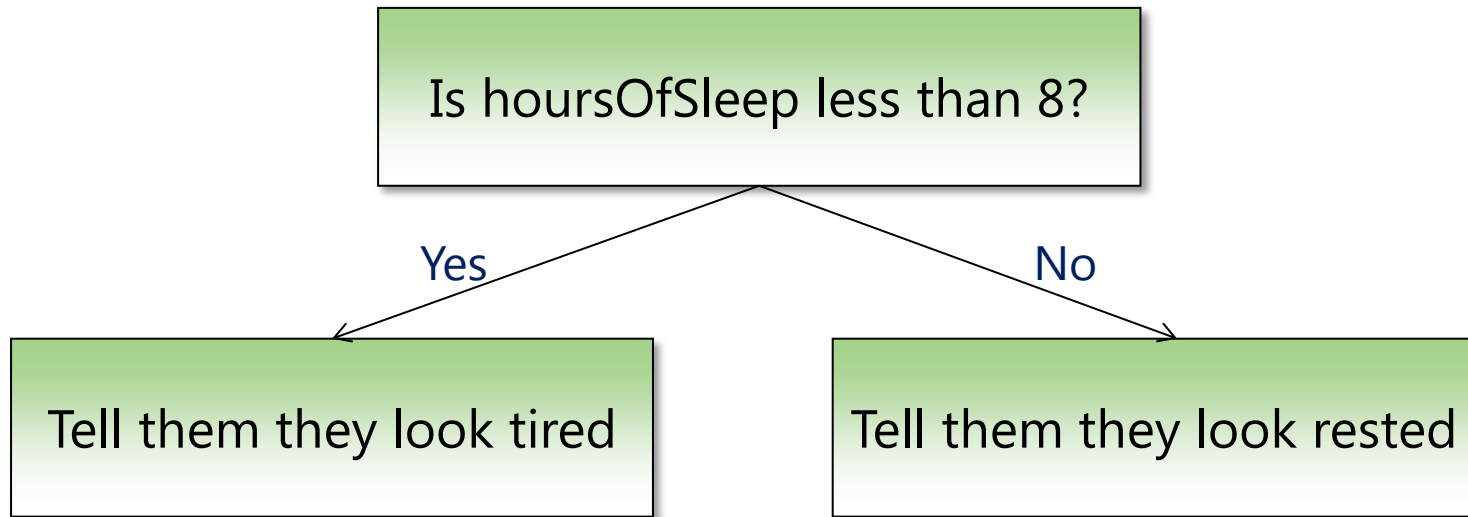 Is hoursOfSleep less than 8?
Yes
No
Tell them they look tired
Tell them they look rested